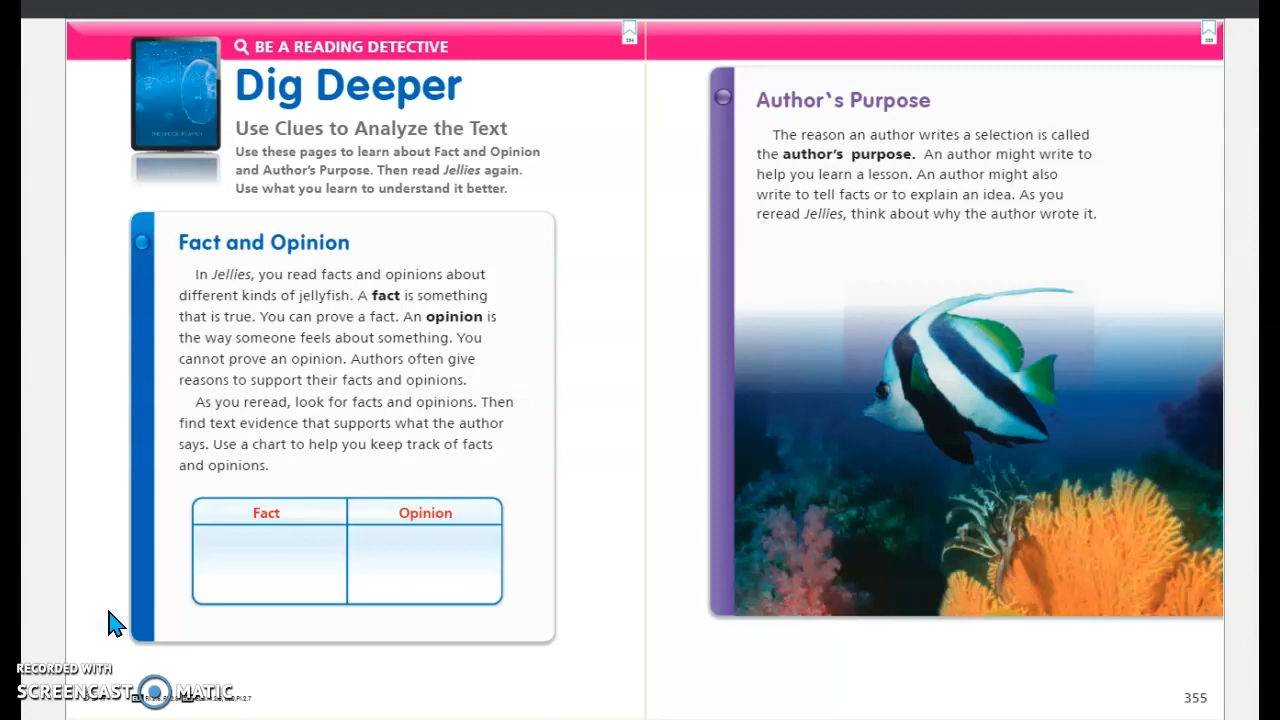 BE A READING DETECTIVE
Dig Deeper
Use Clues to Analyze the Text
Use these pages to learn about Fact and Opinion
and Author's Purpose. Then read Jellies again.
Use what you learn to understand it better.
Fact and Opinion
In Jellies, you read facts and opinions about
different kinds of jellyfish. A fact is something
that is true. You can prove a fact. An opinion is
the way someone feels about something. You
cannot prove an opinion. Authors often give
reasons to support their facts and opinions.
As you reread, look for facts and opinions. Then
find text evidence that supports what the author
says. Use a chart to help you keep track of facts
and opinions.
Fact Opinion
RECORDED WITH
SCREENCAST MATIC
354
Author's Purpose
The reason an author writes a selection is called
the author's purpose. An author might write to
help you learn a lesson. An author might also
write to tell facts or to explain an idea. As you
reread Jellies, think about why the author wrote it.
355
355